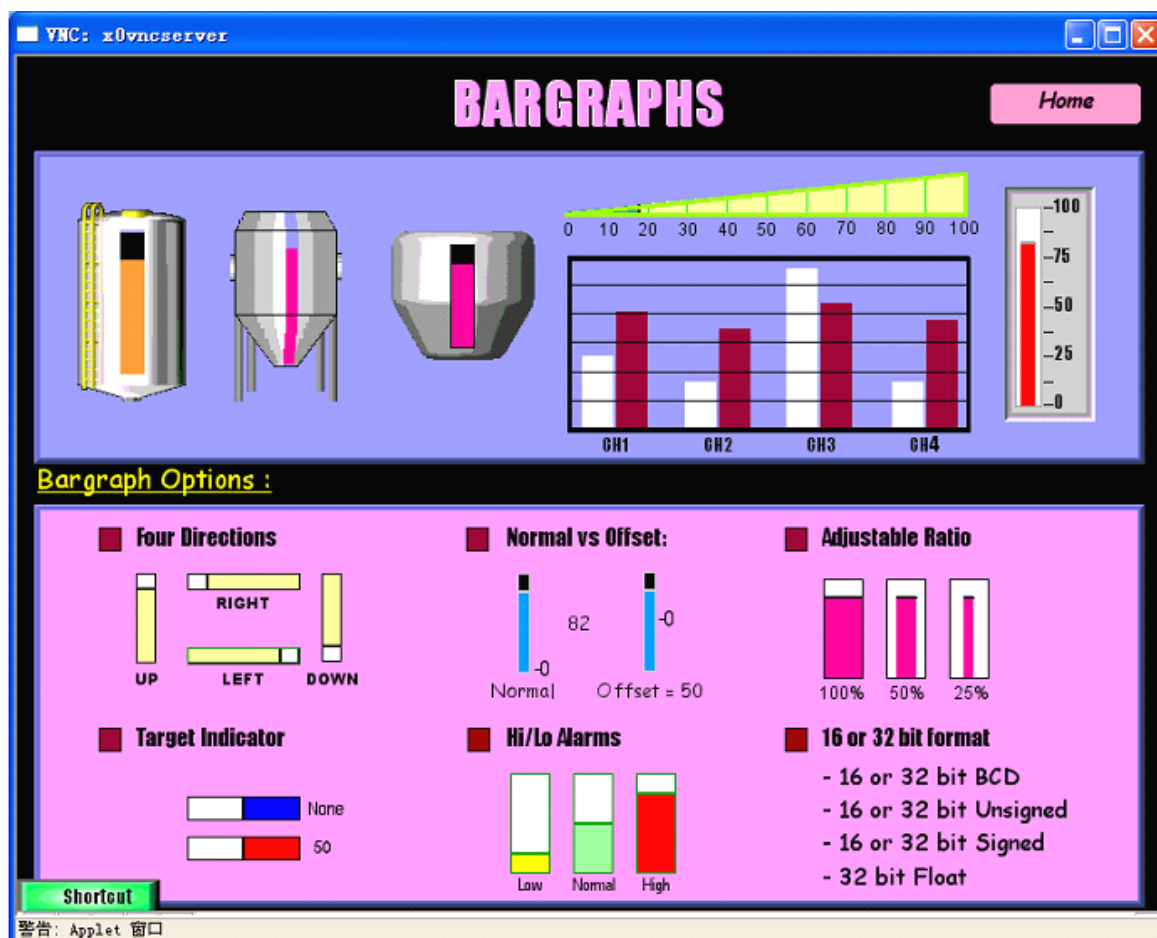 VNC: x0vncserver
BARGRAPHS
Home
0 10 20 30 40 50 60 70 80 90 100
100
75
50
25
0
CH1 CH2 CH3 CH4
Bargraph Options :
Four Directions
RIGHT
UP
LEFT
DOWN
Normal vs Offset:
82
-0
-0
Normal
Offset = 50
Adjustable Ratio
100% 50% 25%
Target Indicator
None
50
Hi/Lo Alarms
Low Normal High
16 or 32 bit format
- 16 or 32 bit BCD
- 16 or 32 bit Unsigned
- 16 or 32 bit Signed
- 32 bit Float
Shortcut
警告: Applet 窗口